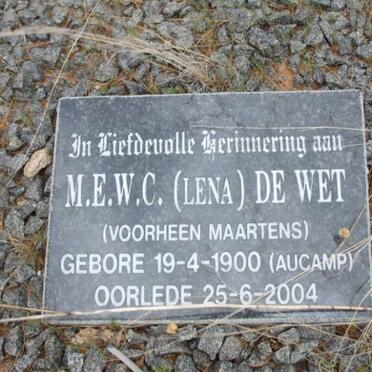 In Liefdevolle Herinnering aan
M.E.W.C. (LENA) DE WET
(VOORHEEN MAARTENS)
GEBORE 19-4-1900 (AUCAMP)
OORLEDE 25-6-2004